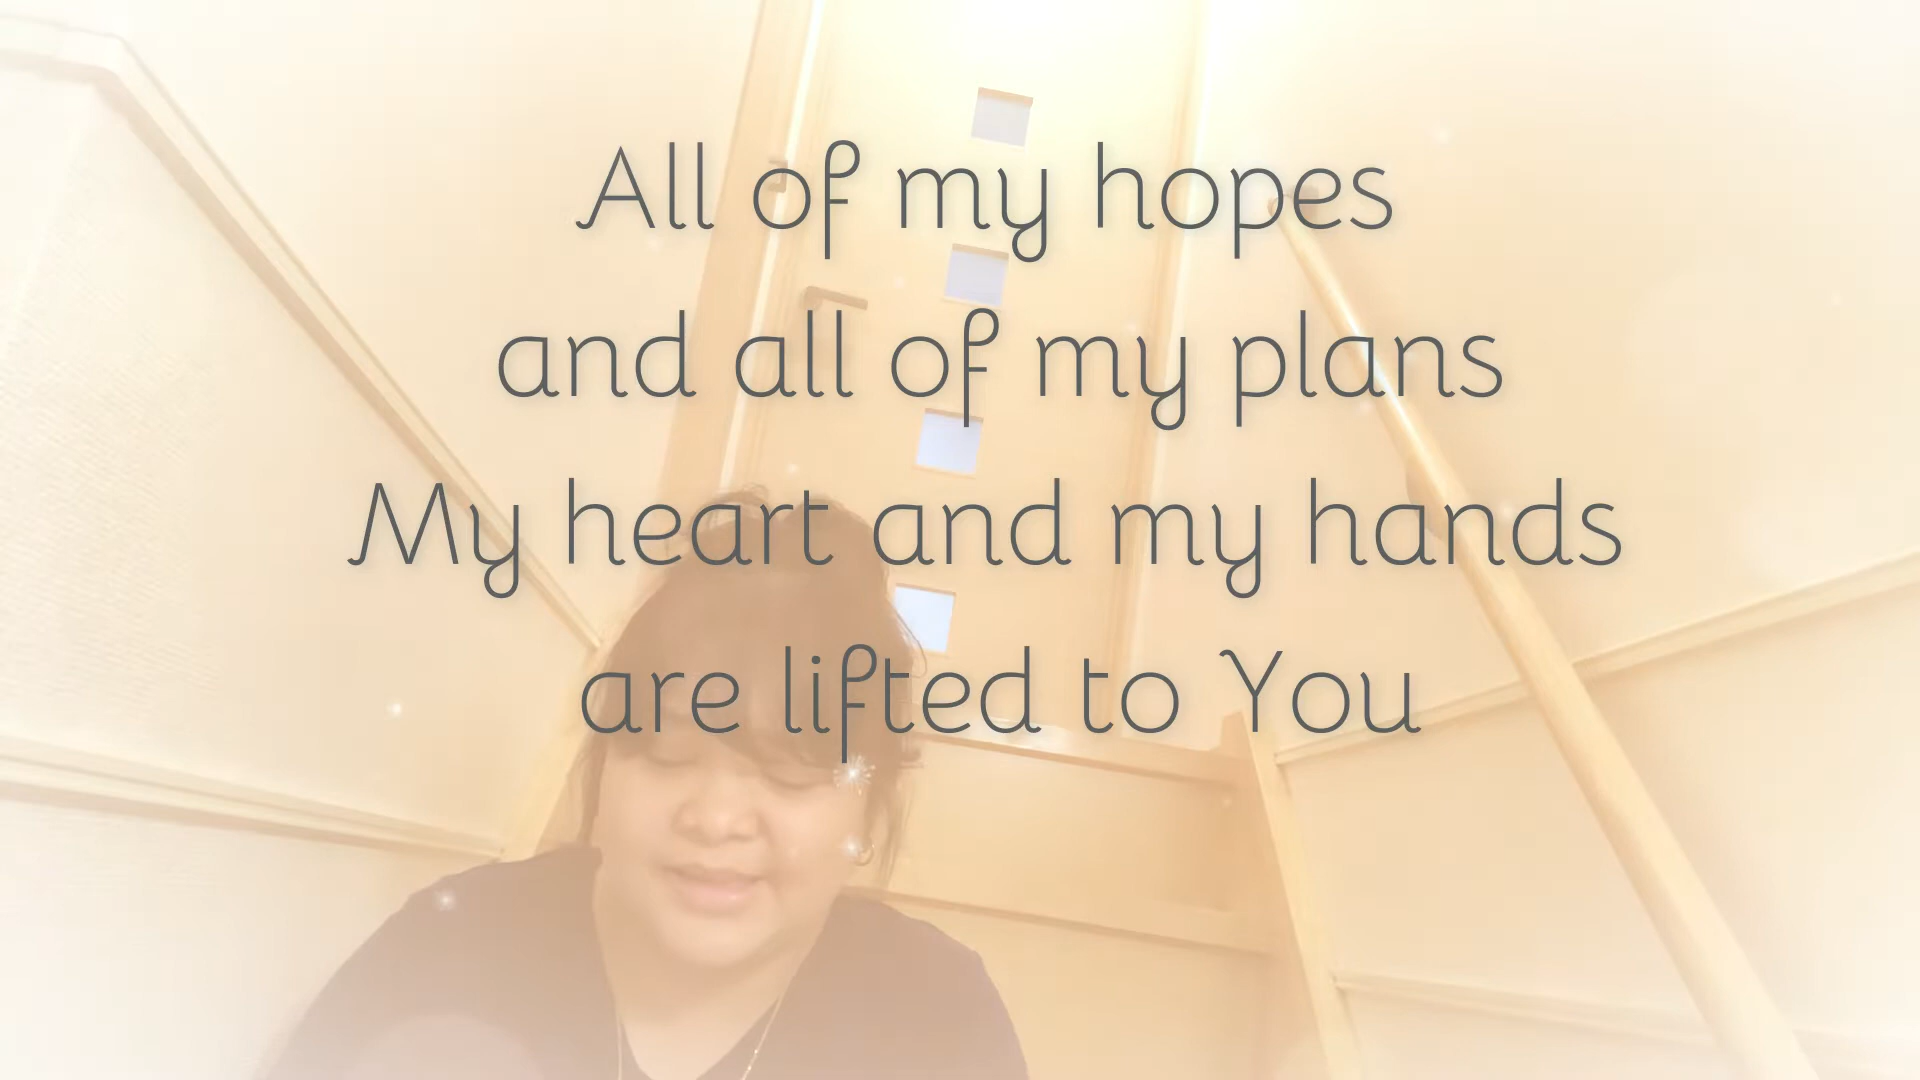 All of my hopes
and all of my plans
My heart and my hands
are lifted to You